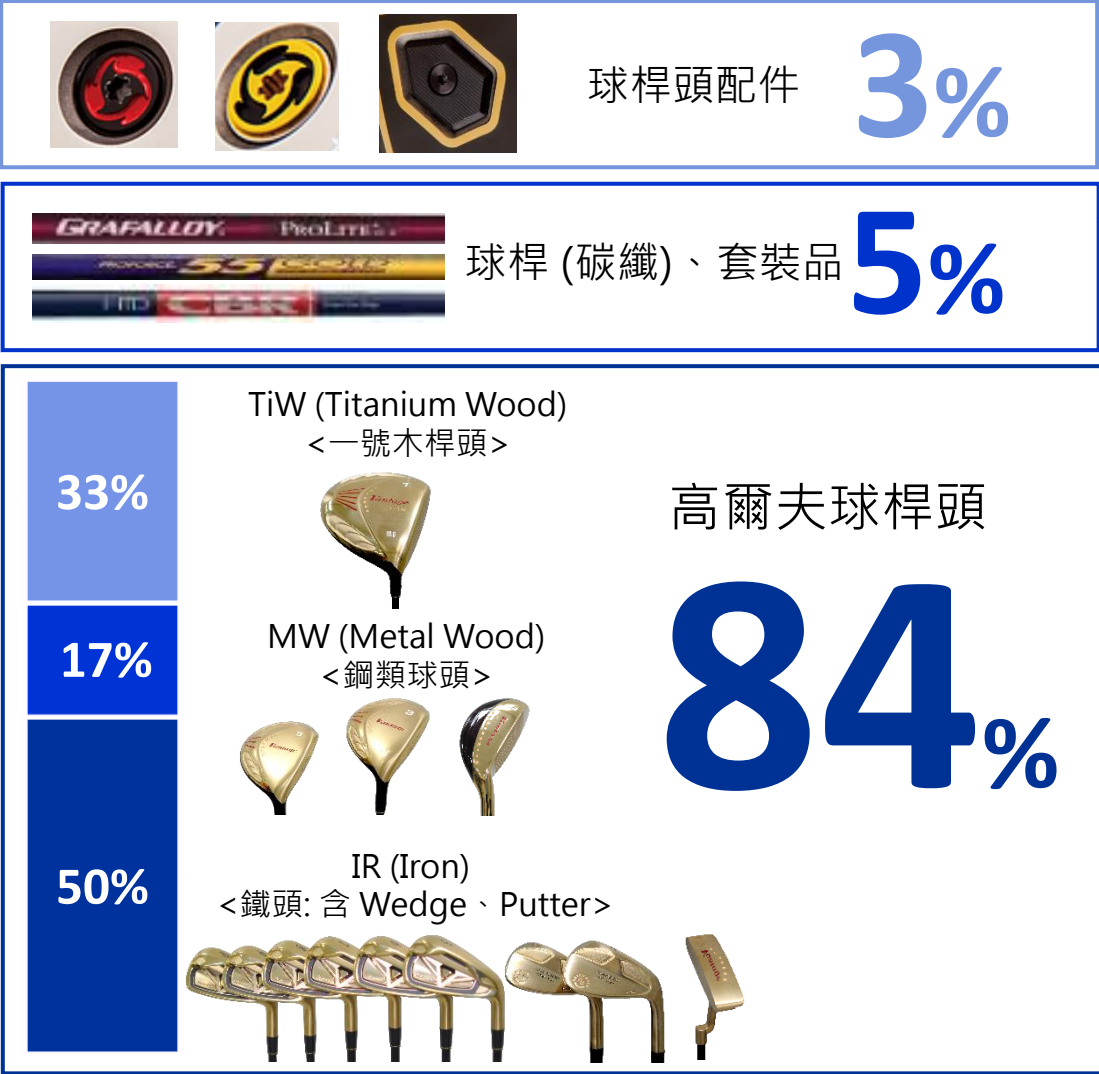 球桿頭配件
3%
GRAFALLOY PROLITE
PROFORCE 55 GOLD
球桿 (碳纖)、套裝品
5%
33%
TiW (Titanium Wood)
<一號木桿頭>
高爾夫球桿頭
84%
17%
MW (Metal Wood)
<鋼類球頭>
50%
IR (Iron)
<鐵頭: 含 Wedge、Putter>